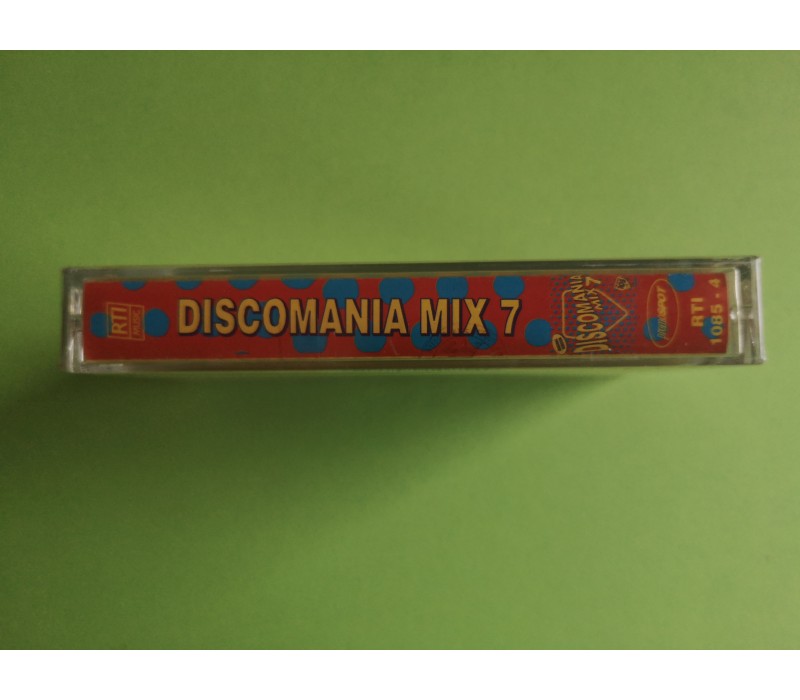 RTI
MUSIC
DISCOMANIA MIX 7
DISCOMANIA
MIX 7
RTI
1085 - 4